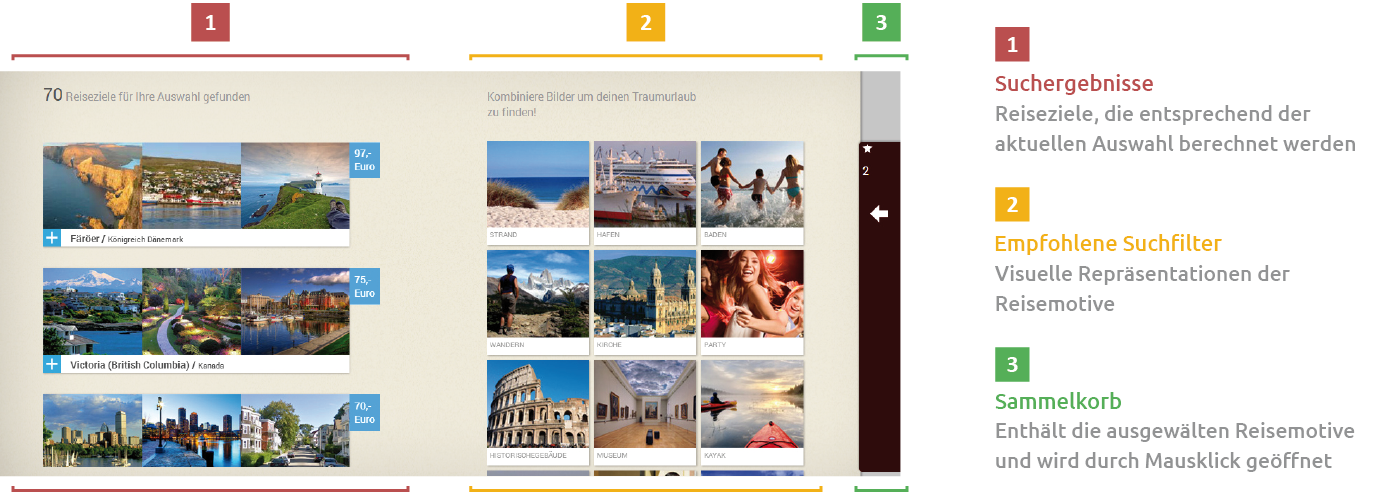 1
2
3
70 Reiseziele für Ihre Auswahl gefunden
97,-
Euro
+ Färöer / Königreich Dänemark
75,-
Euro
+ Victoria (British Columbia) / Kanada
70,-
Euro
Kombiniere Bilder um deinen Traumurlaub
zu finden!
STRAND
HAFEN
BADEN
WANDERN
KIRCHE
PARTY
HISTORISCHEGEBÄUDE
MUSEUM
KAYAK
2
1
Suchergebnisse
Reiseziele, die entsprechend der
aktuellen Auswahl berechnet werden
2
Empfohlene Suchfilter
Visuelle Repräsentationen der
Reisemotive
3
Sammelkorb
Enthält die ausgewälten Reisemotive
und wird durch Mausklick geöffnet